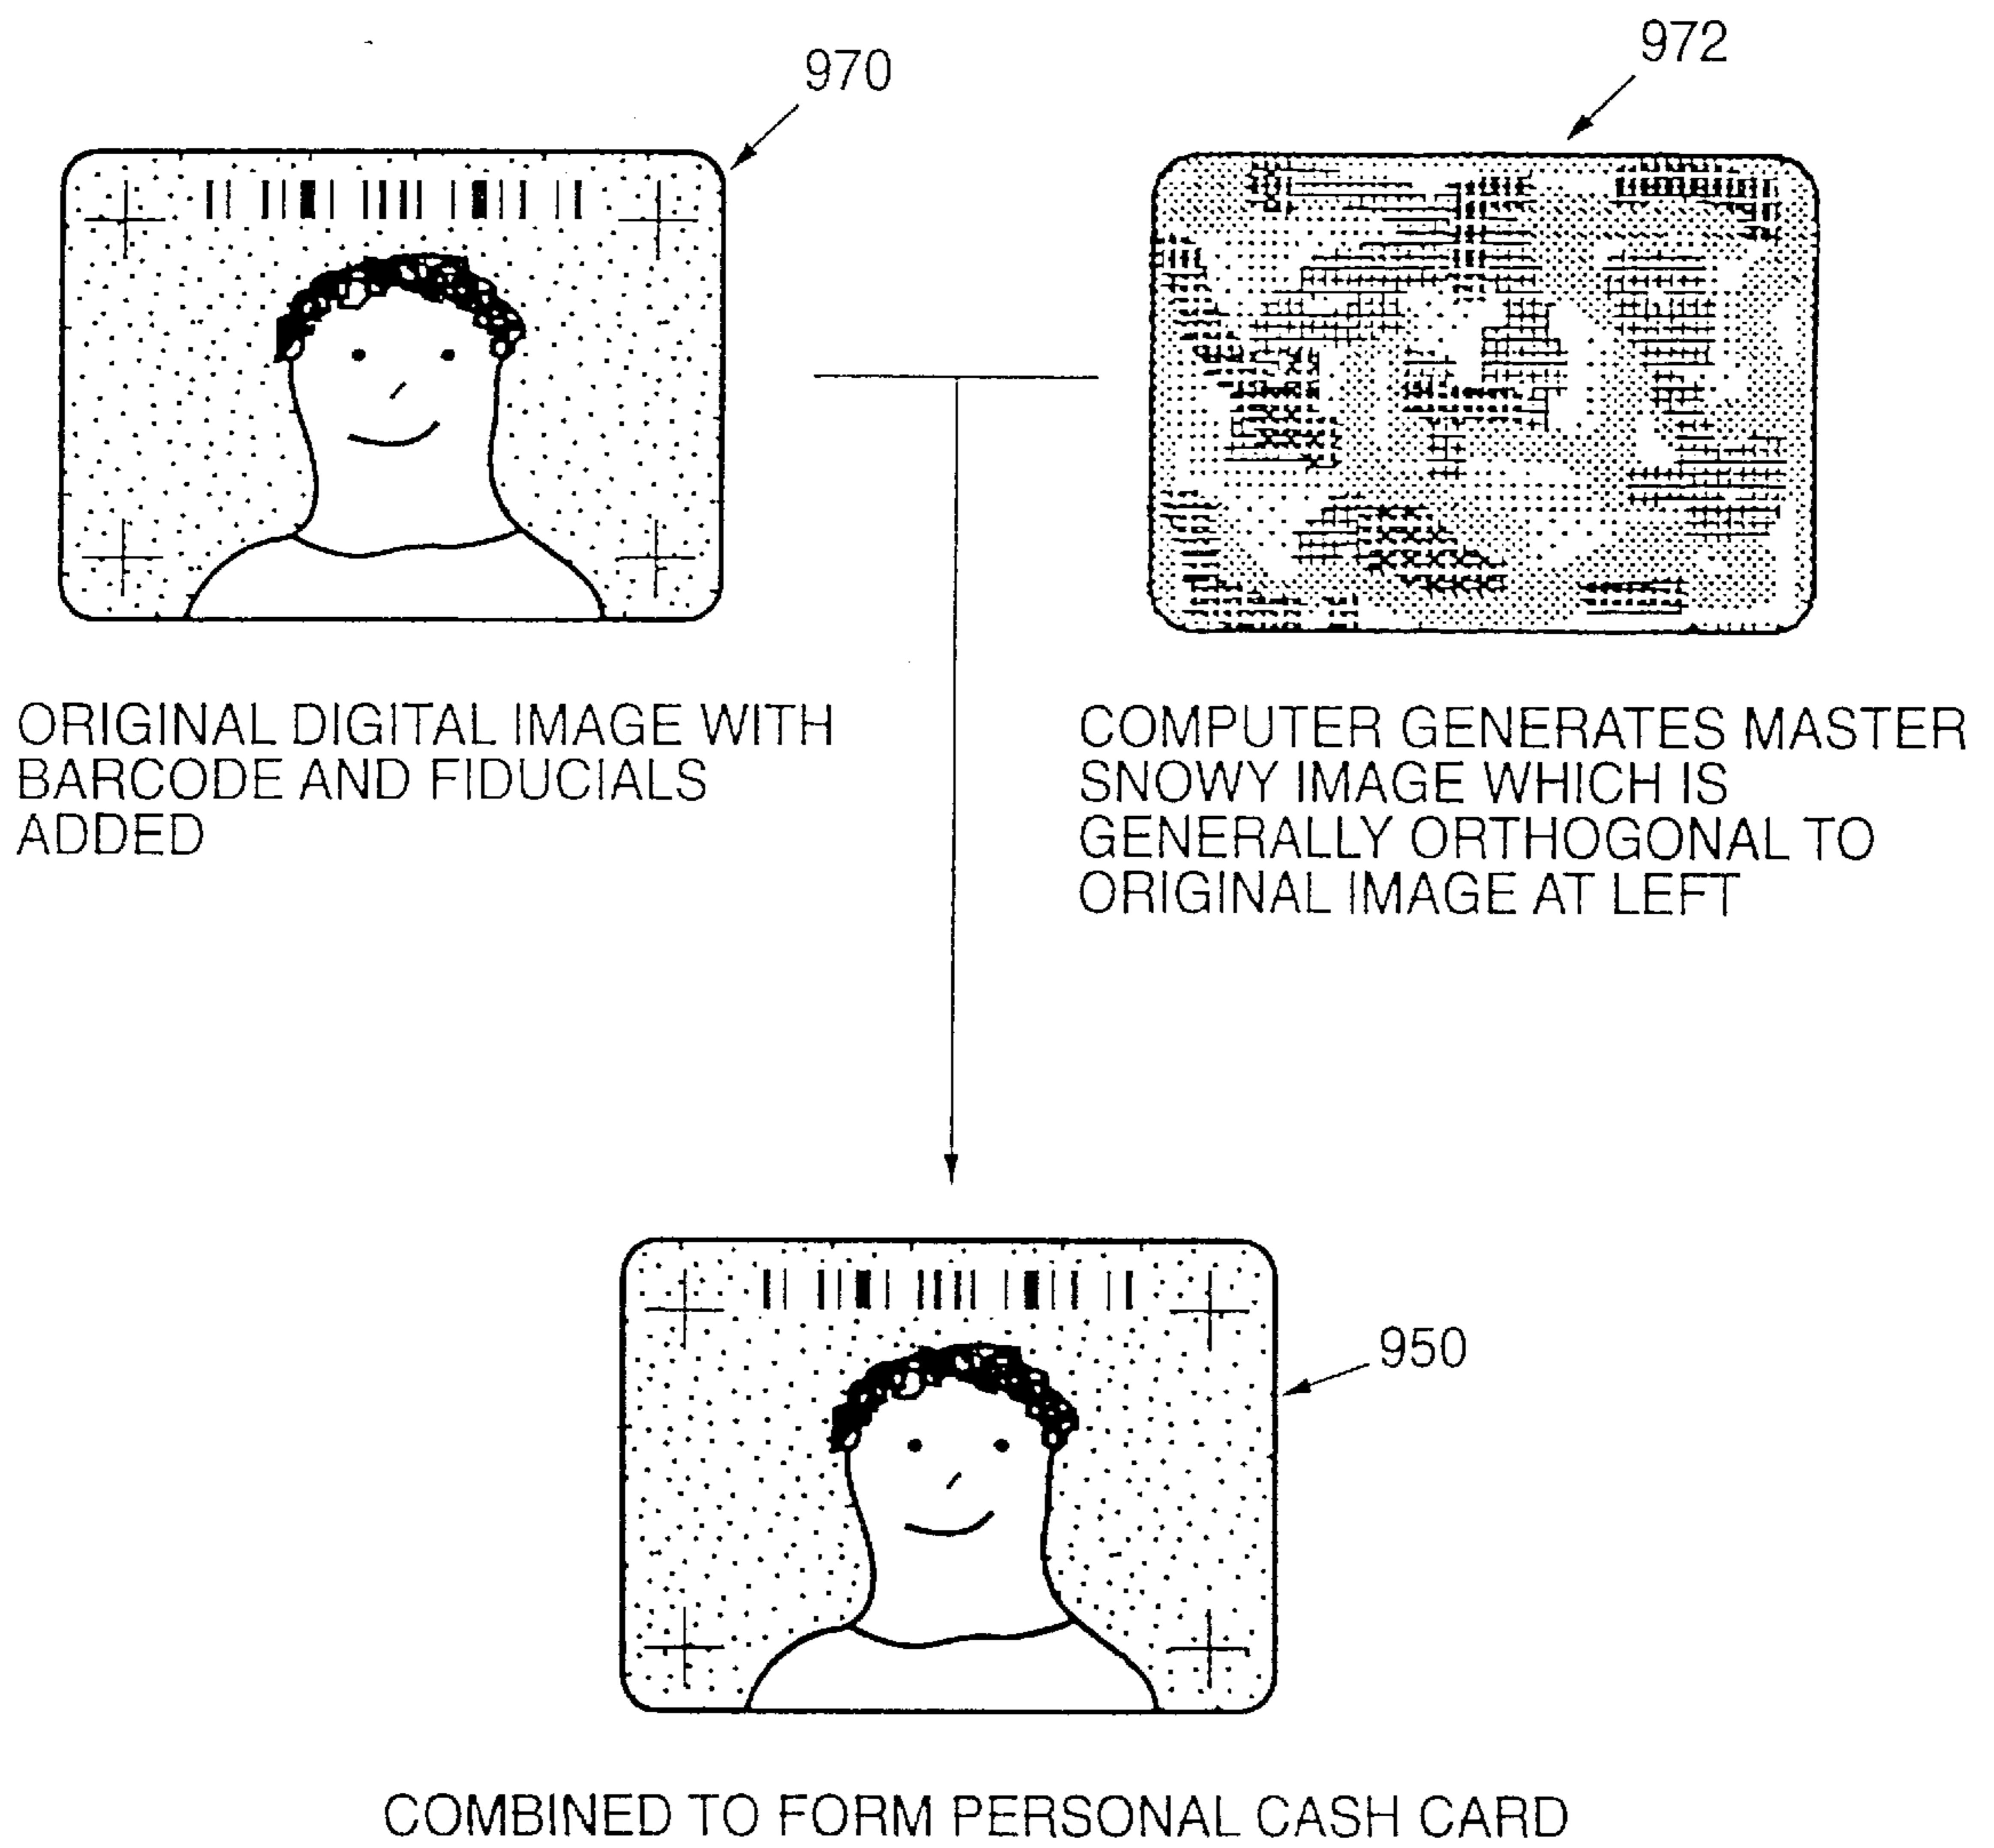 970
972
ORIGINAL DIGITAL IMAGE WITH
BARCODE AND FIDUCIALS
ADDED
COMPUTER GENERATES MASTER
SNOWY IMAGE WHICH IS
GENERALLY ORTHOGONAL TO
ORIGINAL IMAGE AT LEFT
950
COMBINED TO FORM PERSONAL CASH CARD